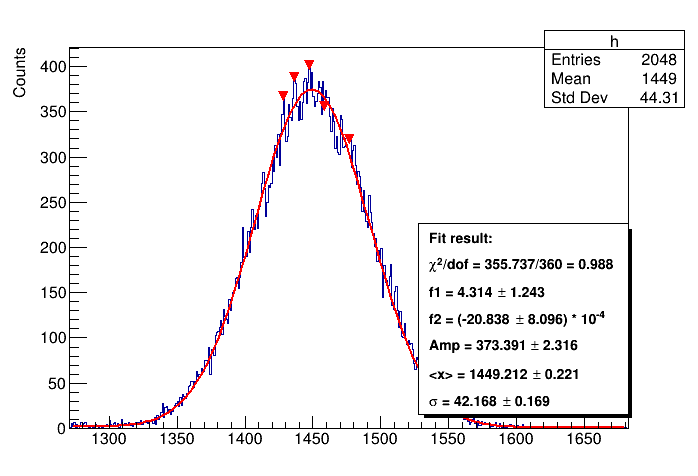 h
Entries 2048
Mean 1449
Std Dev 44.31
Counts
400
350
300
250
200
150
100
50
0
Fit result:
χ²/dof = 355.737/360 = 0.988
f1 = 4.314 ± 1.243
f2 = (-20.838 ± 8.096) * 10⁻⁴
Amp = 373.391 ± 2.316
<x> = 1449.212 ± 0.221
σ = 42.168 ± 0.169
1300 1350 1400 1450 1500 1550 1600 1650